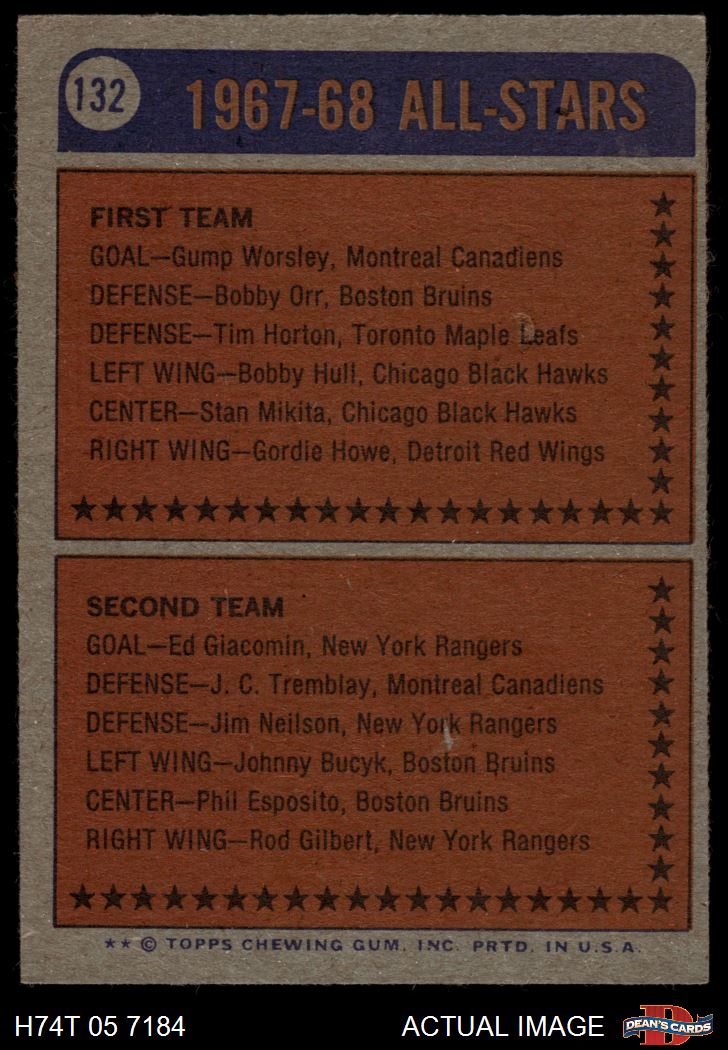 132
1967-68 ALL-STARS
FIRST TEAM
GOAL—Gump Worsley, Montreal Canadiens
DEFENSE—Bobby Orr, Boston Bruins
DEFENSE—Tim Horton, Toronto Maple Leafs
LEFT WING—Bobby Hull, Chicago Black Hawks
CENTER—Stan Mikita, Chicago Black Hawks
RIGHT WING—Gordie Howe, Detroit Red Wings
SECOND TEAM
GOAL—Ed Giacomin, New York Rangers
DEFENSE—J. C. Tremblay, Montreal Canadiens
DEFENSE—Jim Neilson, New York Rangers
LEFT WING—Johnny Bucyk, Boston Bruins
CENTER—Phil Esposito, Boston Bruins
RIGHT WING—Rod Gilbert, New York Rangers
** © TOPPS CHEWING GUM, INC. PRTD. IN U.S.A.
H74T 05 7184 ACTUAL IMAGE
D
DEAN'S CARDS